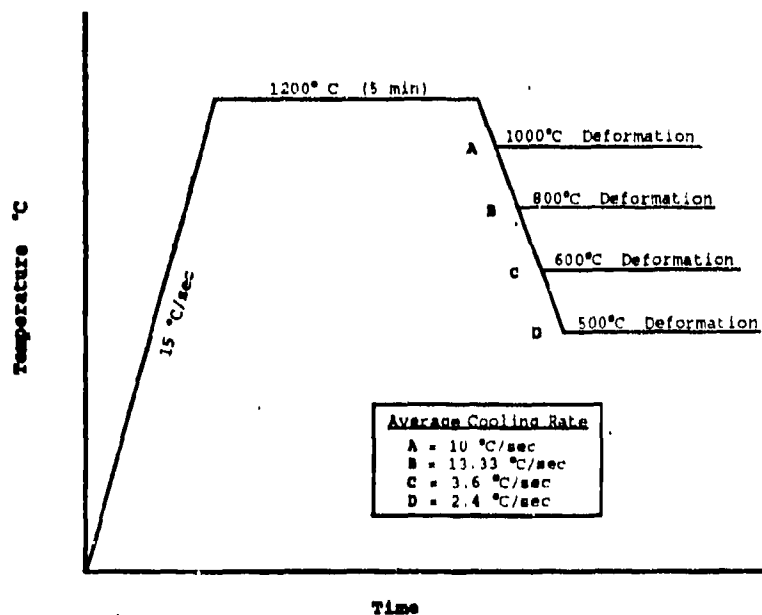 1200° C (5 min)
A 1000°C Deformation
B 800°C Deformation
C 600°C Deformation
D 500°C Deformation
15 °C/sec
Temperature °C
Average Cooling Rate
A = 10 °C/sec
B = 13.33 °C/sec
C = 3.6 °C/sec
D = 2.4 °C/sec
Time